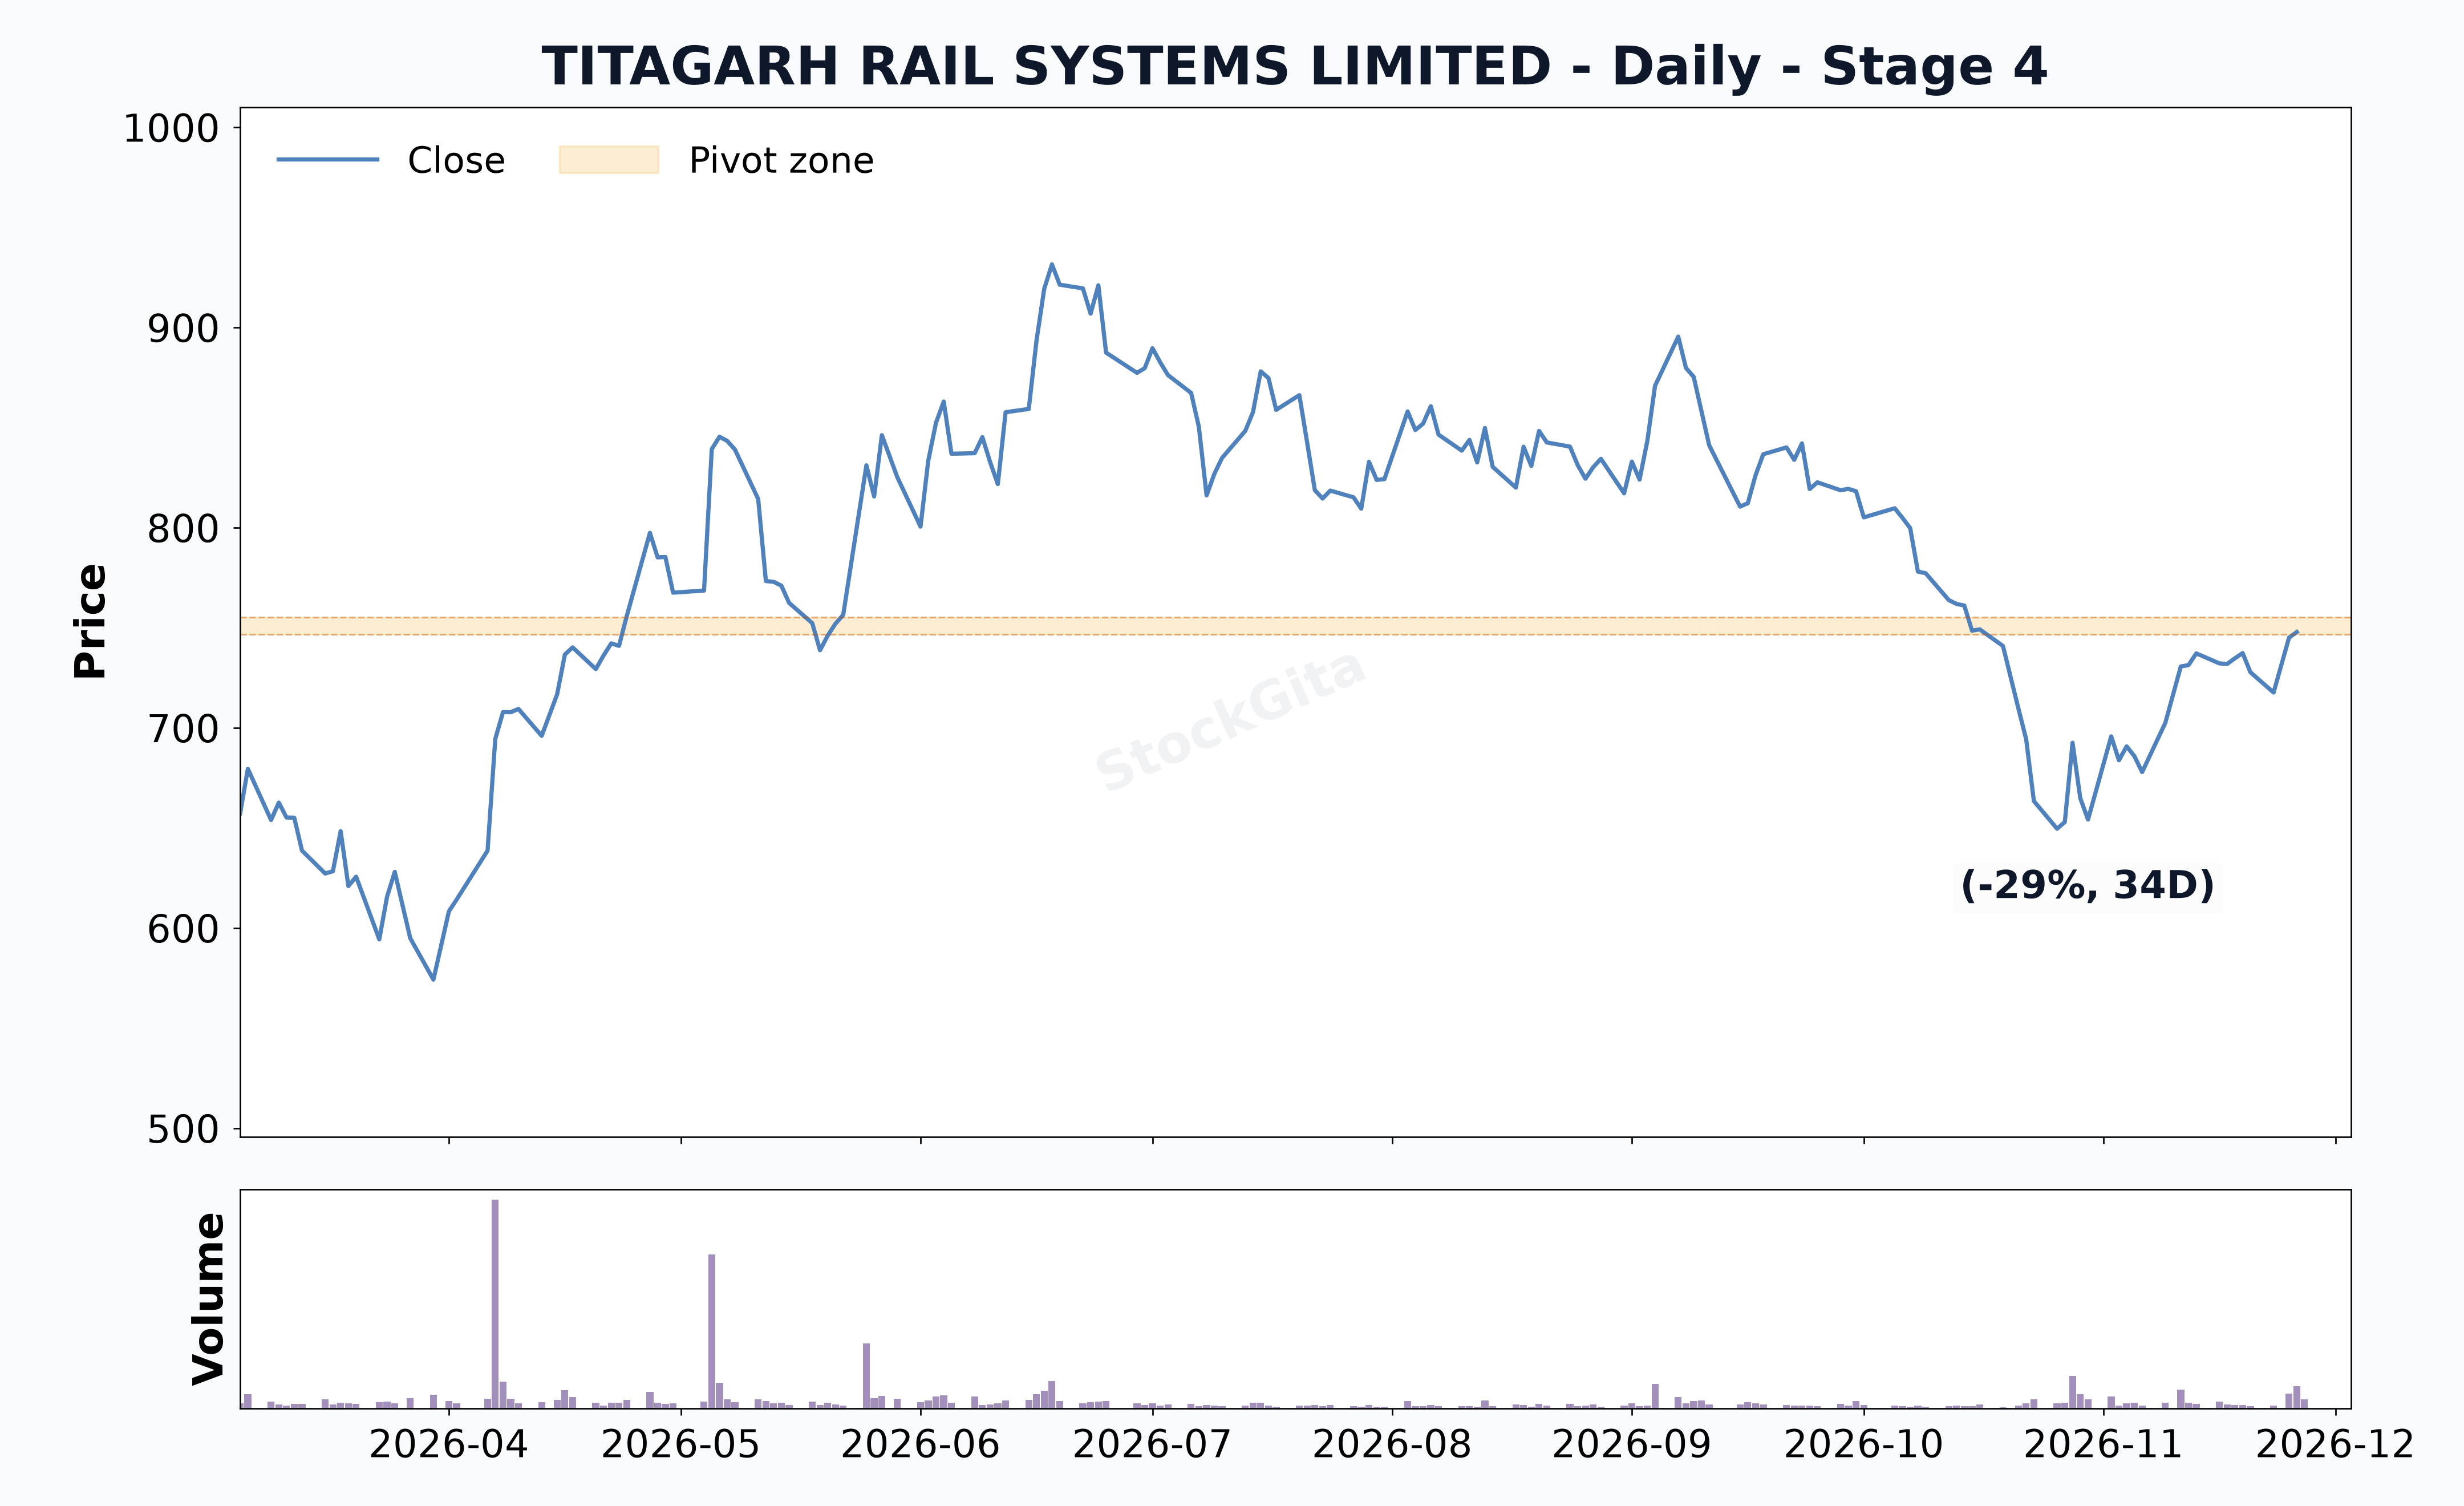 TITAGARH RAIL SYSTEMS LIMITED - Daily - Stage 4
1000
Close
Pivot zone
900
800
Price
700
StockGita
(-29%, 34D)
600
500
Volume
2026-04 2026-05 2026-06 2026-07 2026-08 2026-09 2026-10 2026-11 2026-12